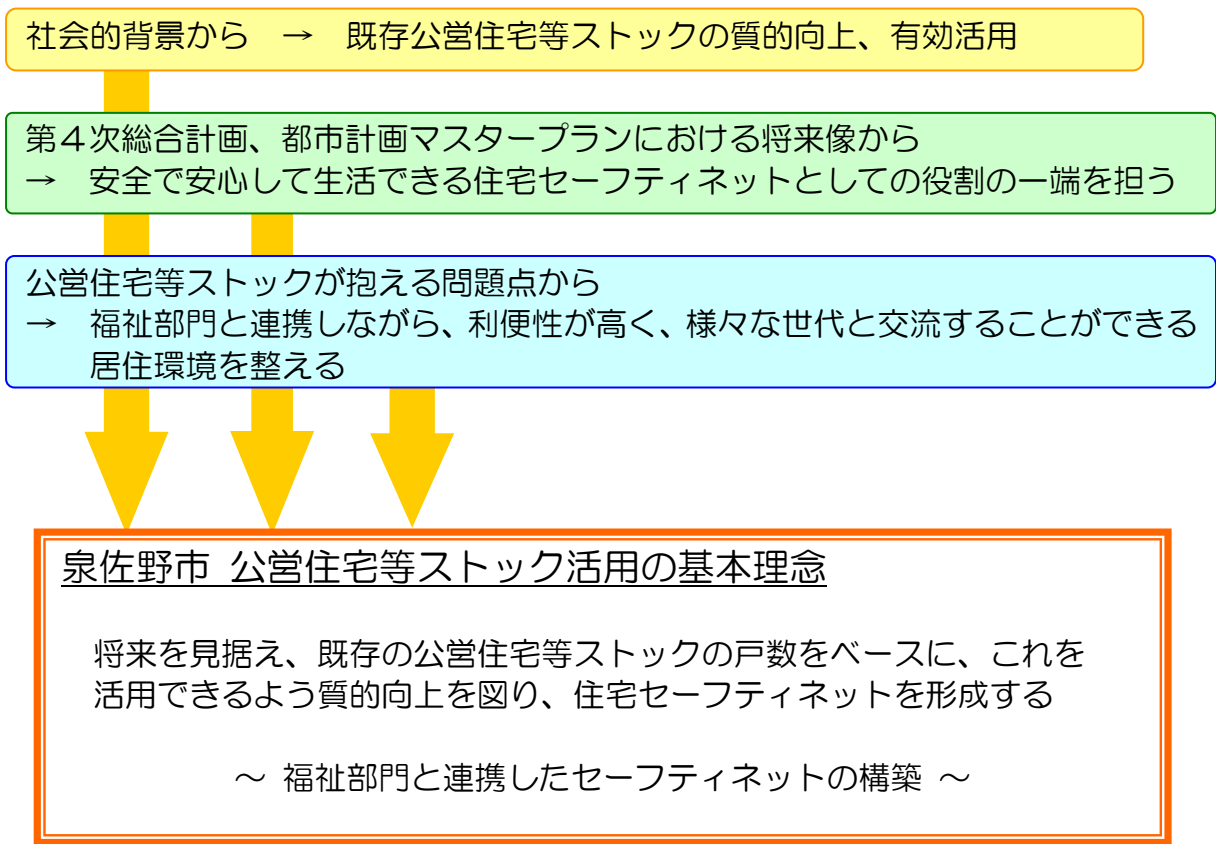 社会的背景から　→　既存公営住宅等ストックの質的向上、有効活用
第４次総合計画、都市計画マスタープランにおける将来像から
→　安全で安心して生活できる住宅セーフティネットとしての役割の一端を担う
公営住宅等ストックが抱える問題点から
→　福祉部門と連携しながら、利便性が高く、様々な世代と交流することができる
居住環境を整える
泉佐野市 公営住宅等ストック活用の基本理念
将来を見据え、既存の公営住宅等ストックの戸数をベースに、これを
活用できるよう質的向上を図り、住宅セーフティネットを形成する
～ 福祉部門と連携したセーフティネットの構築 ～